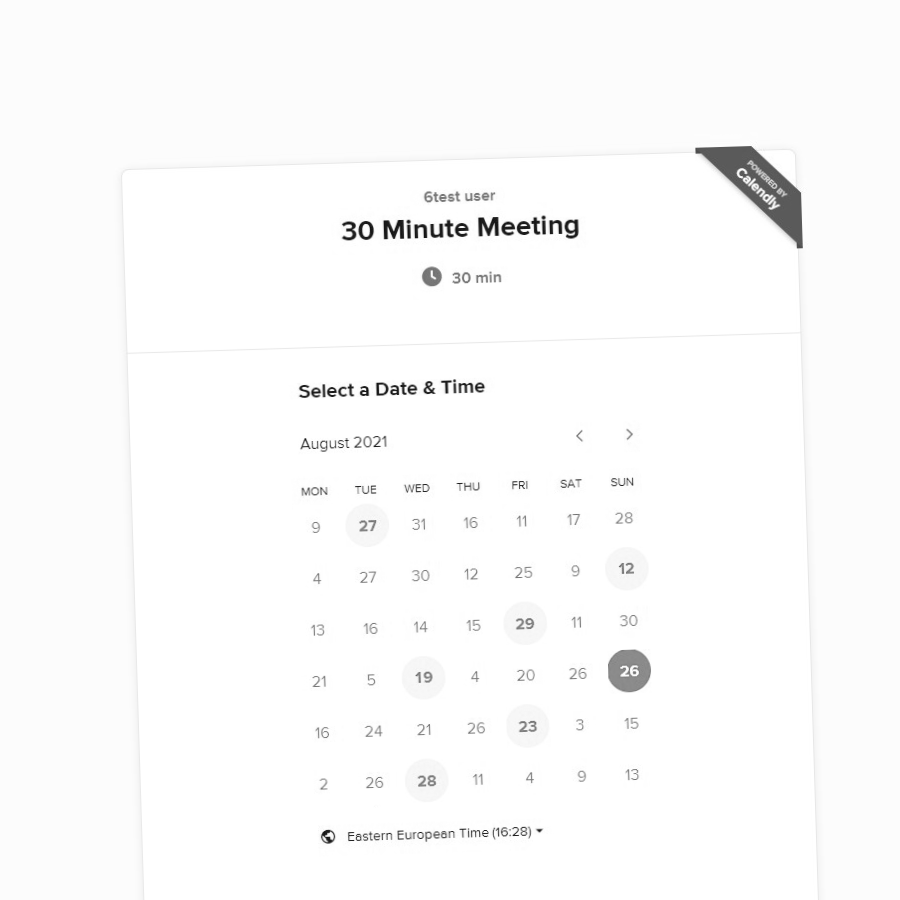 POWERED BY
Calendly
6test user
30 Minute Meeting
30 min
Select a Date & Time
August 2021
MON TUE WED THU FRI SAT SUN
9 27 31 16 11 17 28
4 27 30 12 25 9 12
13 16 14 15 29 11 30
21 5 19 4 20 26 26
16 24 21 26 23 3 15
2 26 28 11 4 9 13
Eastern European Time (16:28)